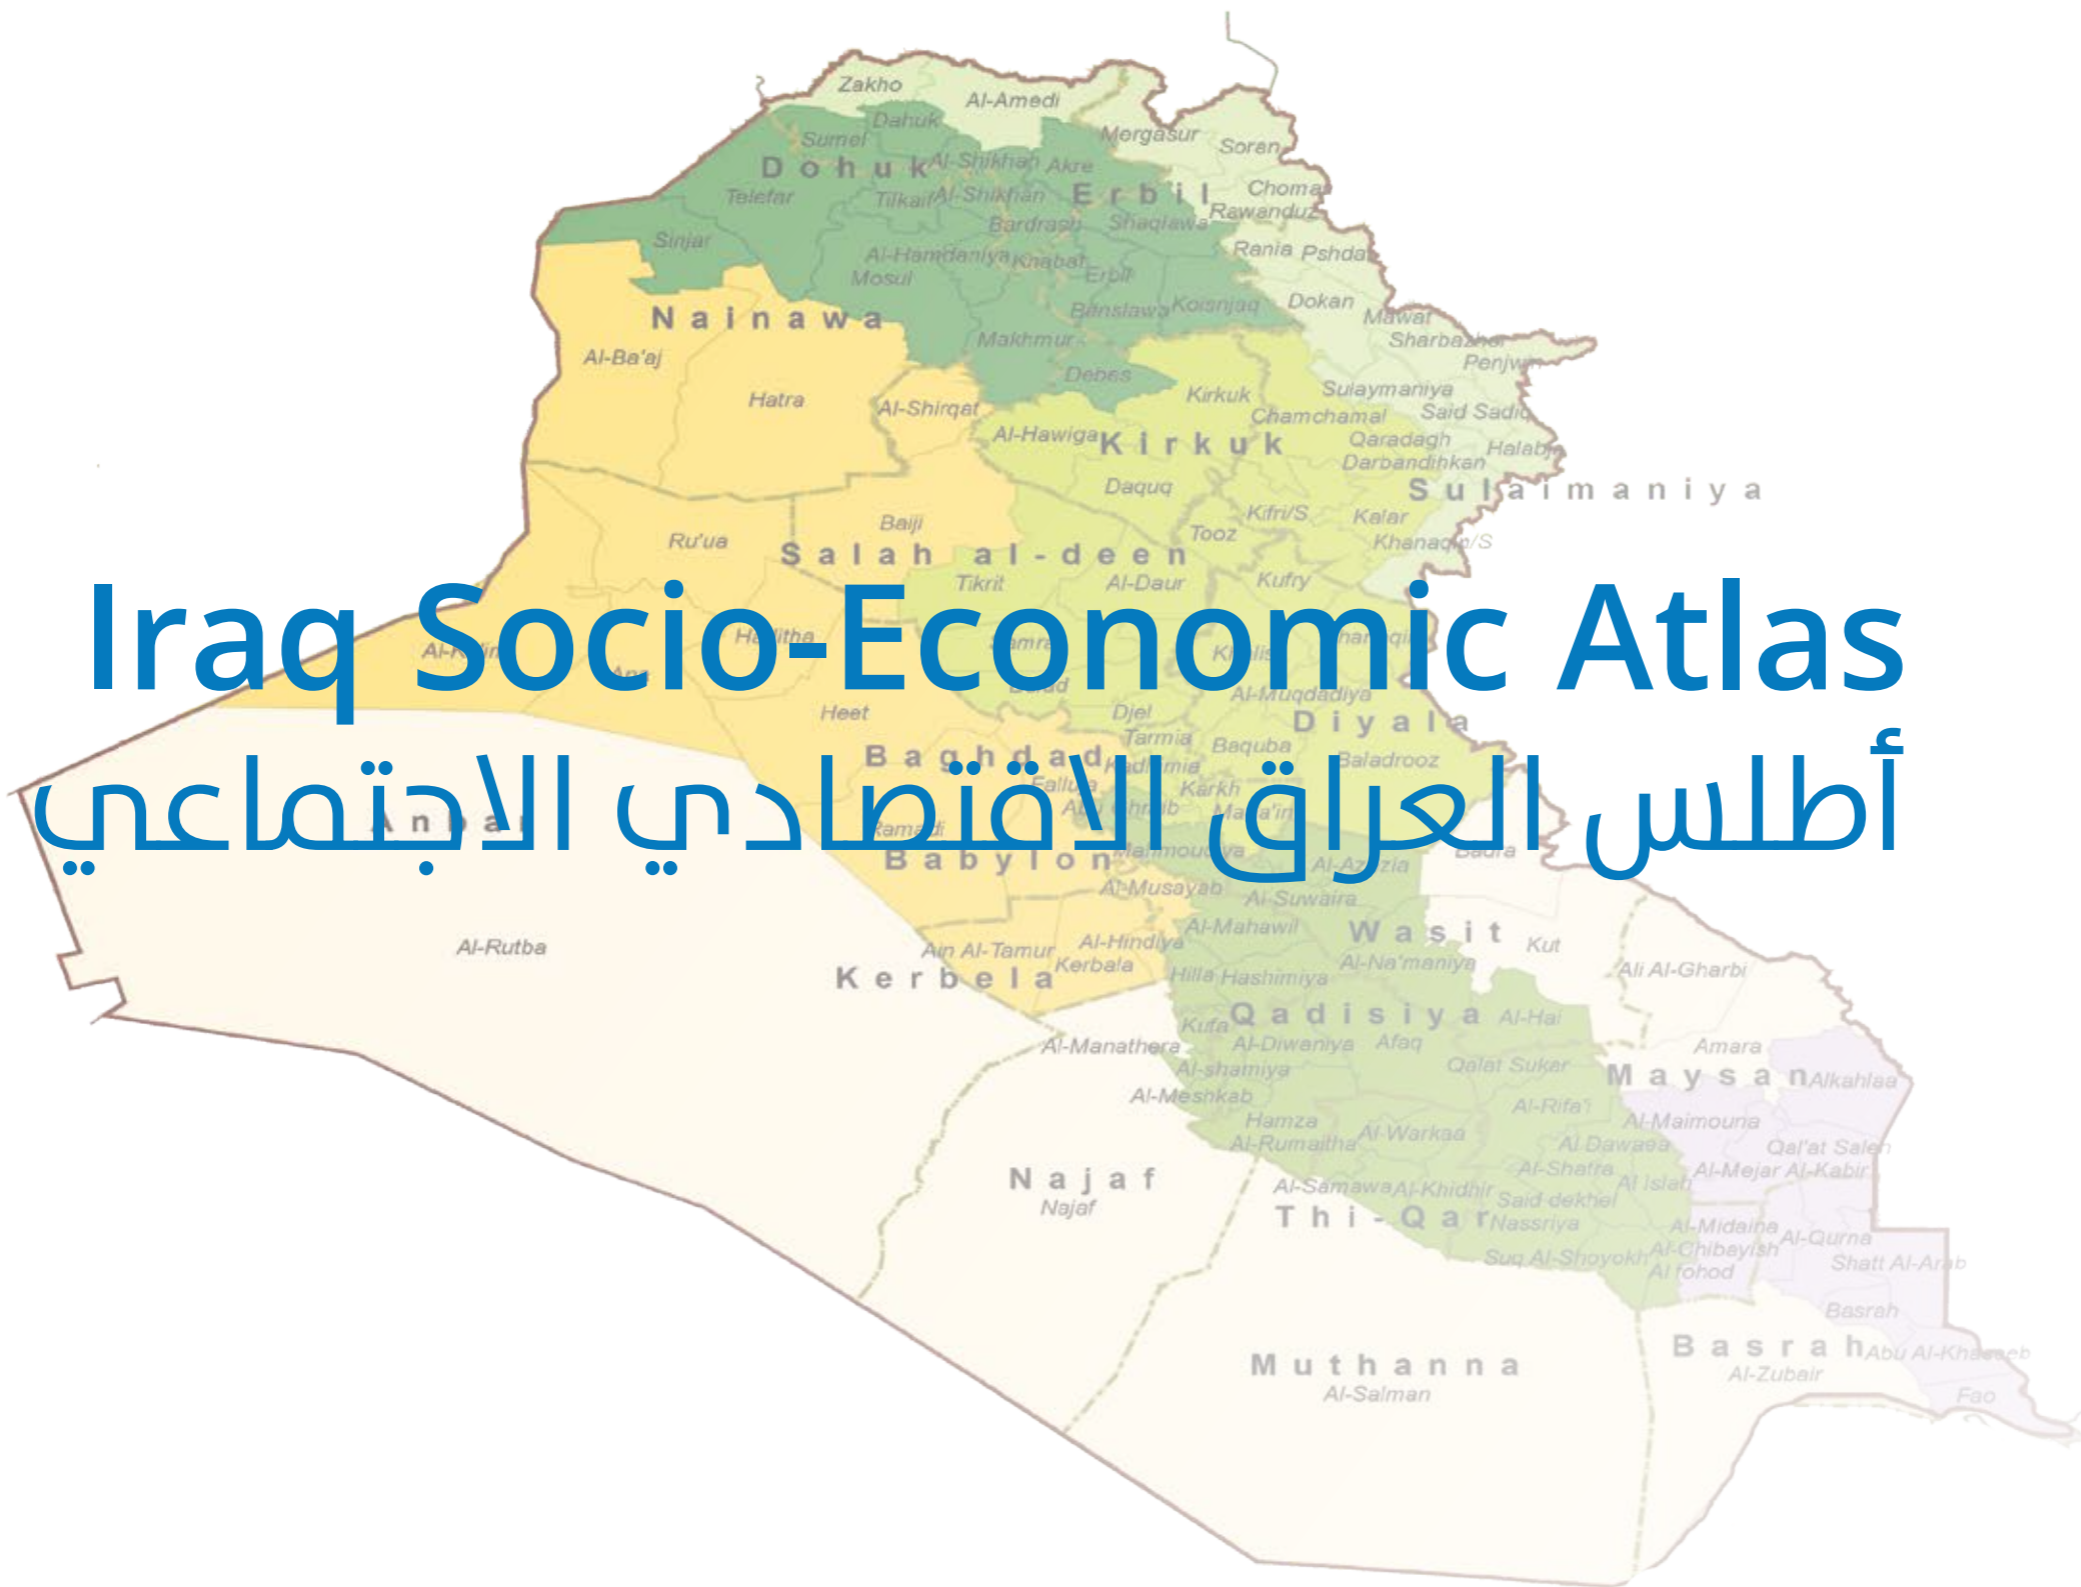 Zakho
Al-Amedi
Dahuk
Sumel
Mergasur
Soran
Dohuk
Al-Shikhan
Akre
Telefar
Tilkaif
Al-Shikhan
Erbil
Rawanduz
Bardrash
Shaqlawa
Sinjar
Al-Hamdaniya
Khabat
Rania
Mosul
Erbil
Banslawa
Koisnjaq
Dokan
Mawat
Nainawa
Makhmur
Al-Ba'aj
Debes
Hatra
Al-Shirqat
Kirkuk
Sulaymaniya
Chamchamal
Said Sadiq
Al-Hawiga
Kirkuk
Qaradagh
Darbandihkan
Daquq
Sulaimaniya
Baiji
Kifri/S
Kalar
Ru'ua
Tooz
Khanaqin/S
Salah al-deen
Tikrit
Al-Daur
Kufry
Iraq Socio-Economic Atlas
Al-Muqdadiya
Heet
Djel
Diyala
Tarmia
Baquba
Baghdad
Baladrooz
Karkh
أطلس العراق الاقتصادي الاجتماعي
Babylon
Al-Musayab
Al-Suwaira
Al-Mahawil
Wasit
Kut
Al-Rutba
Ain Al-Tamur
Al-Hindiya
Kerbala
Al-Na'maniya
Kerbela
Hilla
Hashimiya
Ali Al-Gharbi
Qadisiya
Al-Hai
Kufa
Al-Manathera
Al-Diwaniya
Afaq
Amara
Al-shamiya
Qalat Suker
Maysan
Alkahlaa
Al-Meshkab
Al-Rifa'i
Hamza
Al-Maimouna
Al-Rumaitha
Al-Warkaa
Al-Dawaea
Qal'at Saleh
Al-Shatra
Al-Mejar Al-Kabir
Najaf
Al-Samawa
Al-Khidhir
Said dekhel
Al Islah
Najaf
Thi-Qar
Nassriya
Al-Midaina
Al-Qurna
Suq Al-Shoyokh
Al-Chibayish
Shatt Al-Arab
Al fohod
Basrah
Muthanna
Basrah
Al-Salman
Al-Zubair
Fao